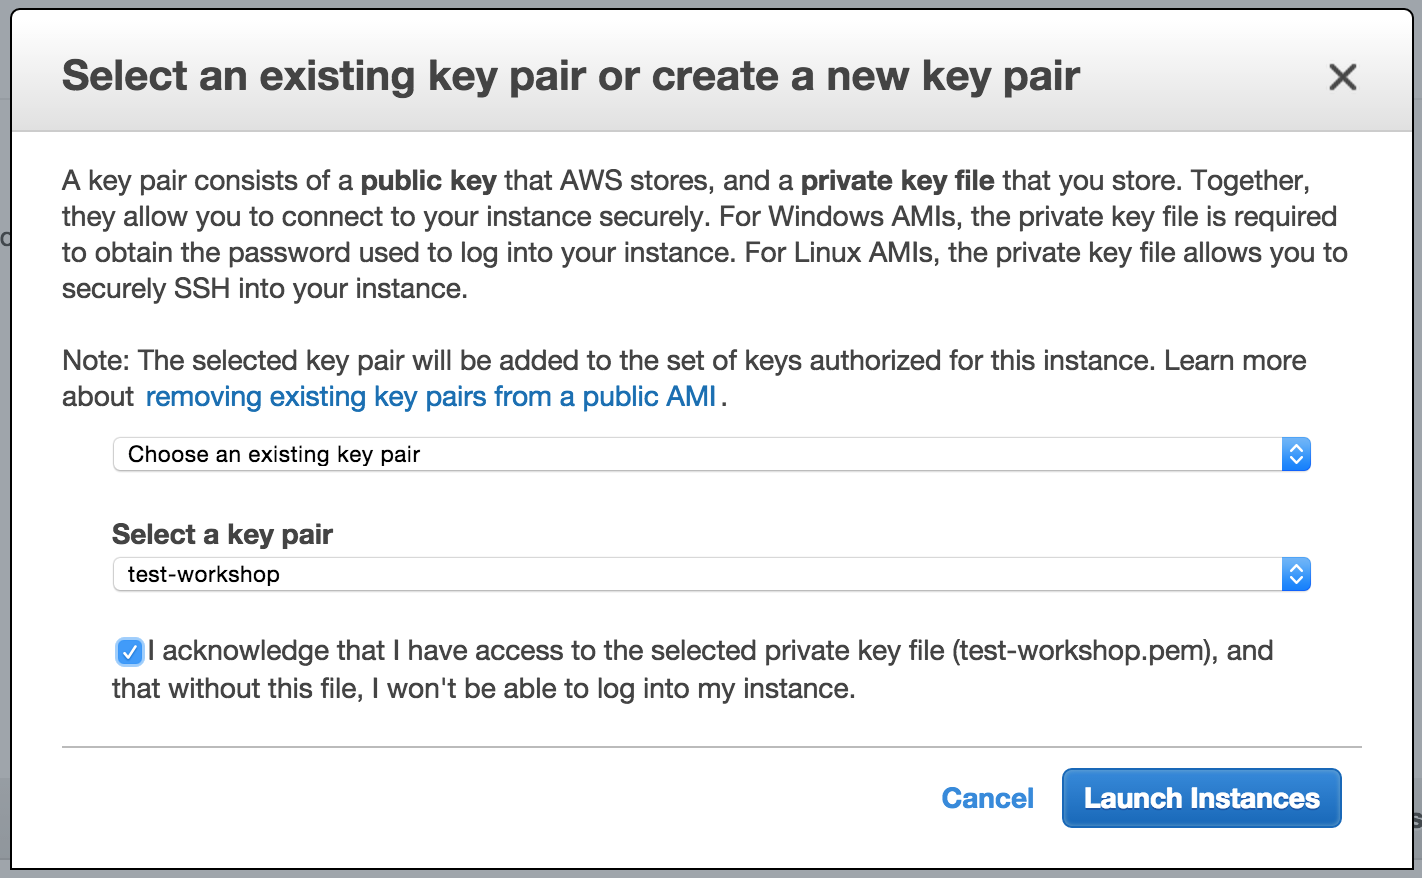 Select an existing key pair or create a new key pair
A key pair consists of a public key that AWS stores, and a private key file that you store. Together,
they allow you to connect to your instance securely. For Windows AMIs, the private key file is required
to obtain the password used to log into your instance. For Linux AMIs, the private key file allows you to
securely SSH into your instance.
Note: The selected key pair will be added to the set of keys authorized for this instance. Learn more
about removing existing key pairs from a public AMI.
Choose an existing key pair
Select a key pair
test-workshop
I acknowledge that I have access to the selected private key file (test-workshop.pem), and
that without this file, I won't be able to log into my instance.
Cancel Launch Instances